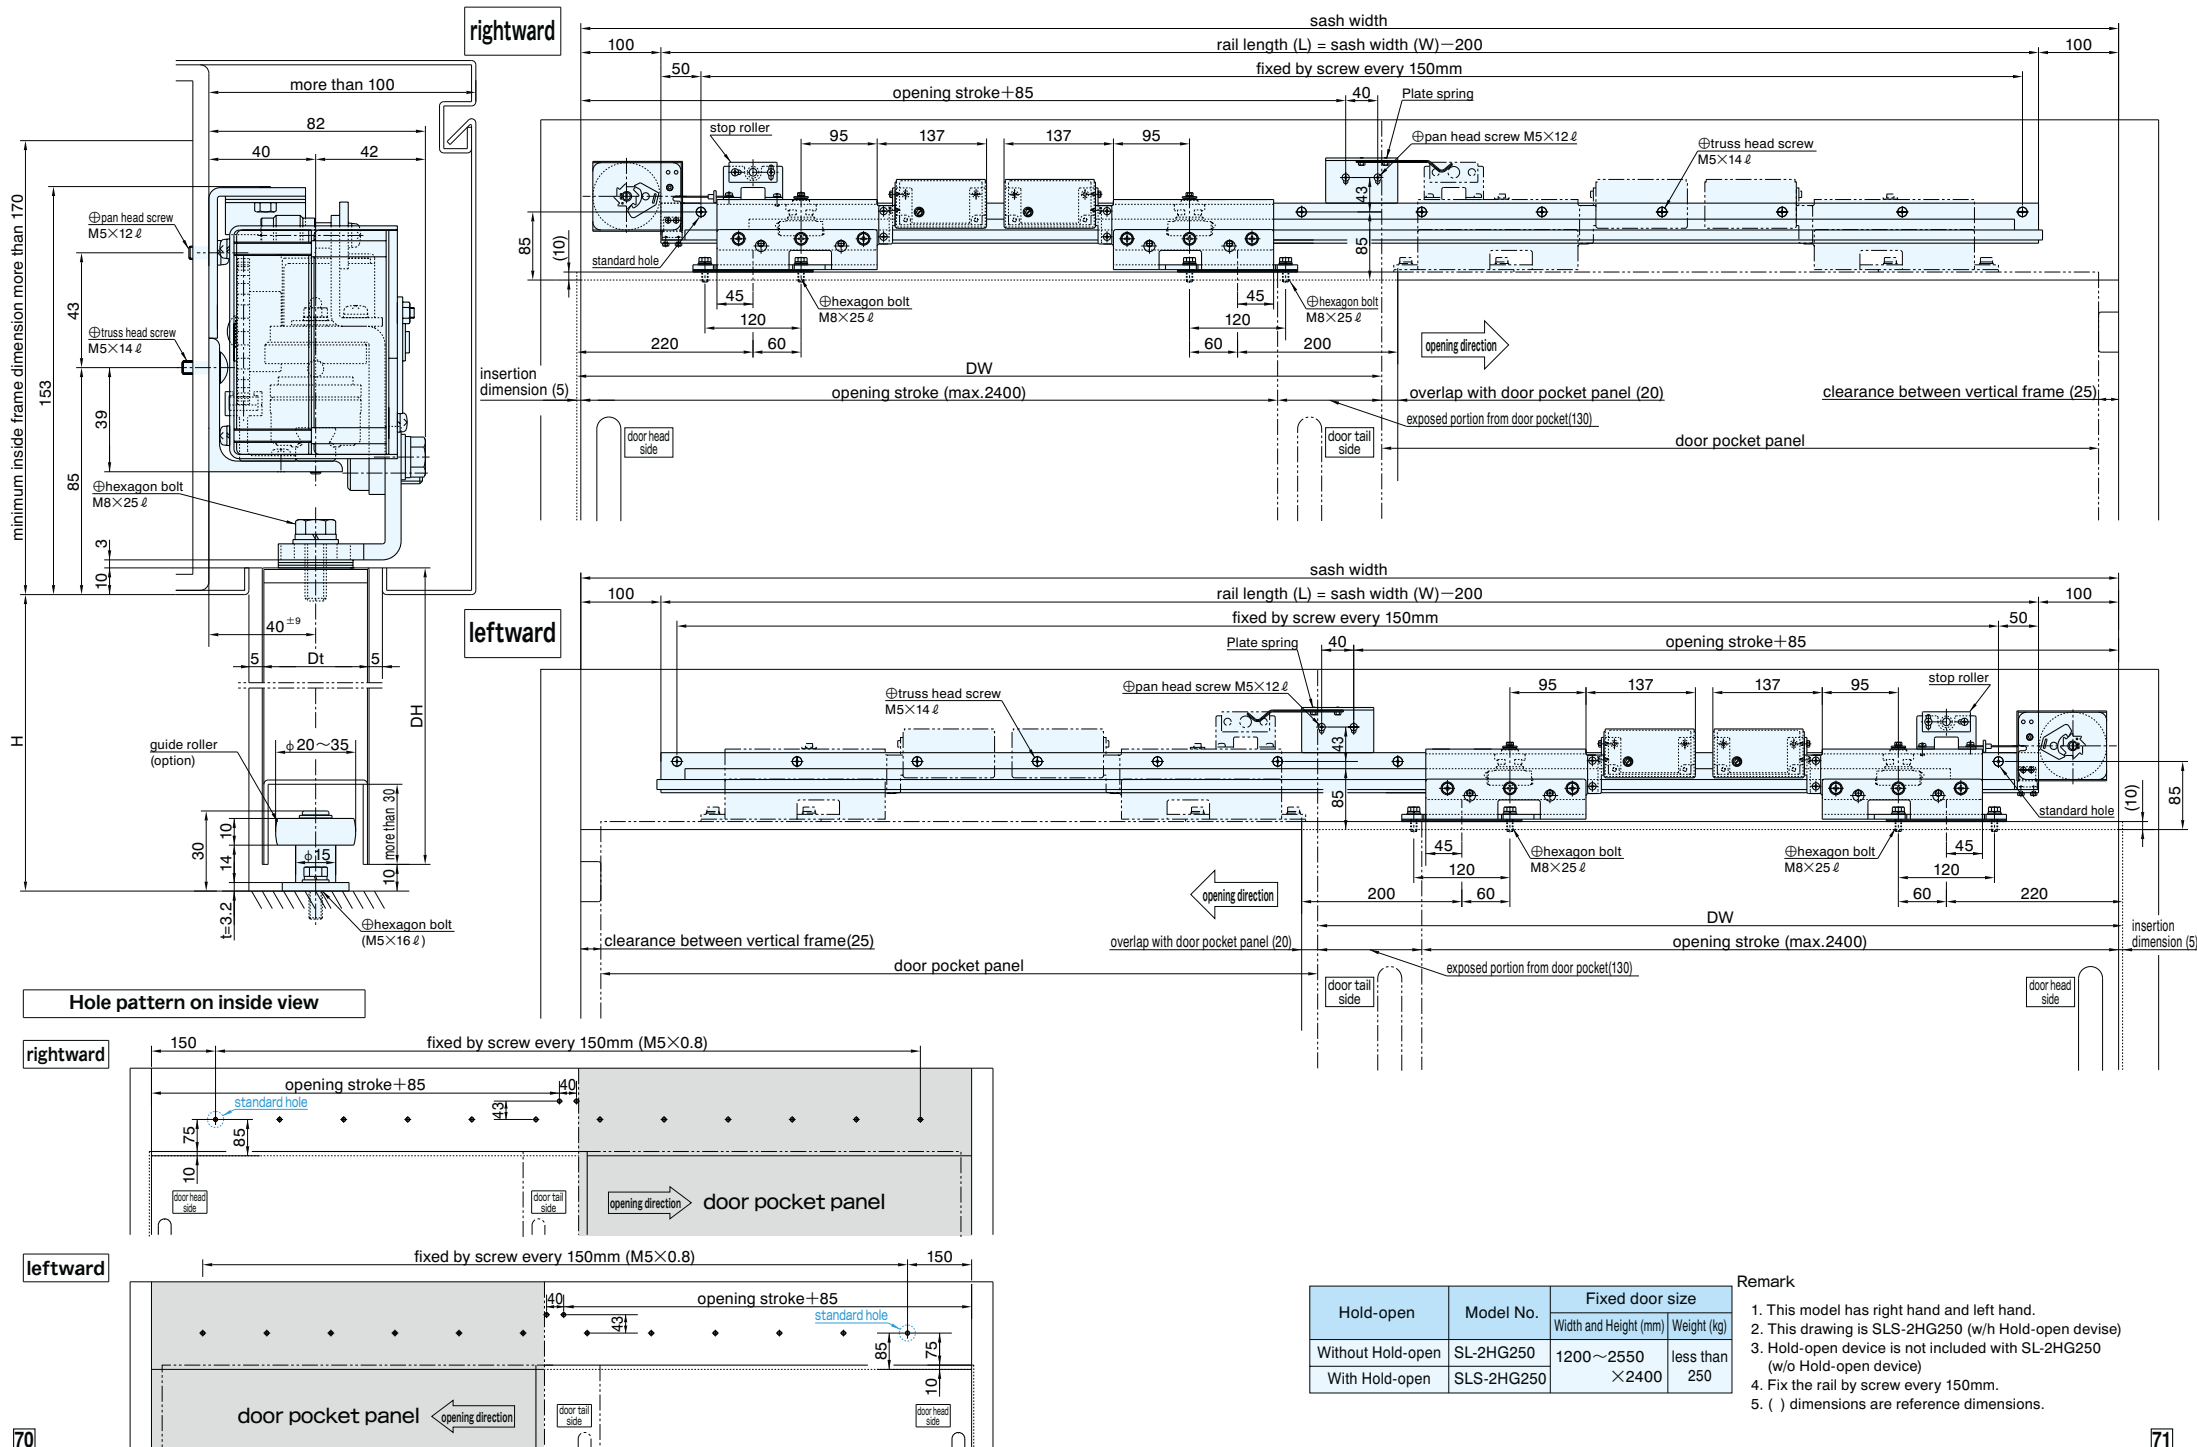 more than 100
82
40
42
minimum inside frame dimension more than 170
153
⊕pan head screw
M5×12ℓ
43
⊕truss head screw
M5×14ℓ
39
85
⊕hexagon bolt
M8×25ℓ
3
10
40 ±9
5
Dt
5
H
DH
guide roller
(option)
φ20～35
more than 30
10
30
14
φ15
10
t=3.2
⊕hexagon bolt
(M5×16ℓ)
rightward
sash width
100
rail length (L) = sash width (W)－200
100
50
fixed by screw every 150mm
opening stroke＋85
40
Plate spring
stop roller
95
137
137
95
⊕pan head screw M5×12ℓ
⊕truss head screw
M5×14ℓ
43
85
(10)
standard hole
85
45
⊕hexagon bolt
M8×25ℓ
45
⊕hexagon bolt
M8×25ℓ
120
120
220
60
60
200
opening direction
DW
insertion
dimension (5)
opening stroke (max.2400)
overlap with door pocket panel (20)
clearance between vertical frame (25)
exposed portion from door pocket(130)
door head
side
door tail
side
door pocket panel
leftward
sash width
100
rail length (L) = sash width (W)－200
100
fixed by screw every 150mm
50
Plate spring
40
opening stroke＋85
⊕truss head screw
M5×14ℓ
⊕pan head screw M5×12ℓ
95
137
137
95
stop roller
43
85
(10)
85
standard hole
45
⊕hexagon bolt
M8×25ℓ
⊕hexagon bolt
M8×25ℓ
45
120
120
opening direction
200
60
60
220
DW
clearance between vertical frame(25)
overlap with door pocket panel (20)
opening stroke (max.2400)
insertion
dimension (5)
door pocket panel
exposed portion from door pocket(130)
door tail
side
door head
side
Hole pattern on inside view
rightward
150
fixed by screw every 150mm (M5×0.8)
opening stroke＋85
40
standard hole
43
75
85
10
door head
side
door tail
side
opening direction
door pocket panel
leftward
fixed by screw every 150mm (M5×0.8)
150
40
opening stroke＋85
43
standard hole
85
75
10
door pocket panel
opening direction
door tail
side
door head
side
Hold-open
Model No.
Fixed door size
Width and Height (mm)
Weight (kg)
Without Hold-open
SL-2HG250
1200～2550
×2400
less than
250
With Hold-open
SLS-2HG250
Remark
1. This model has right hand and left hand.
2. This drawing is SLS-2HG250 (w/h Hold-open devise)
3. Hold-open device is not included with SL-2HG250
(w/o Hold-open device)
4. Fix the rail by screw every 150mm.
5. ( ) dimensions are reference dimensions.
70
71